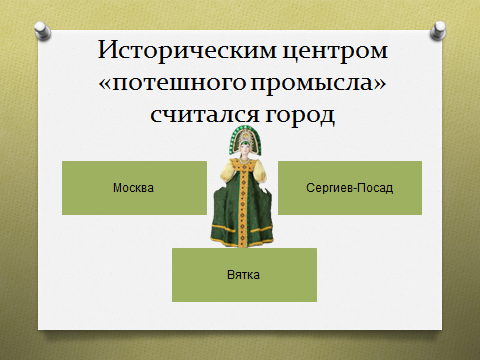 Историческим центром
«потешного промысла»
считался город
Москва
Сергиев-Посад
Вятка